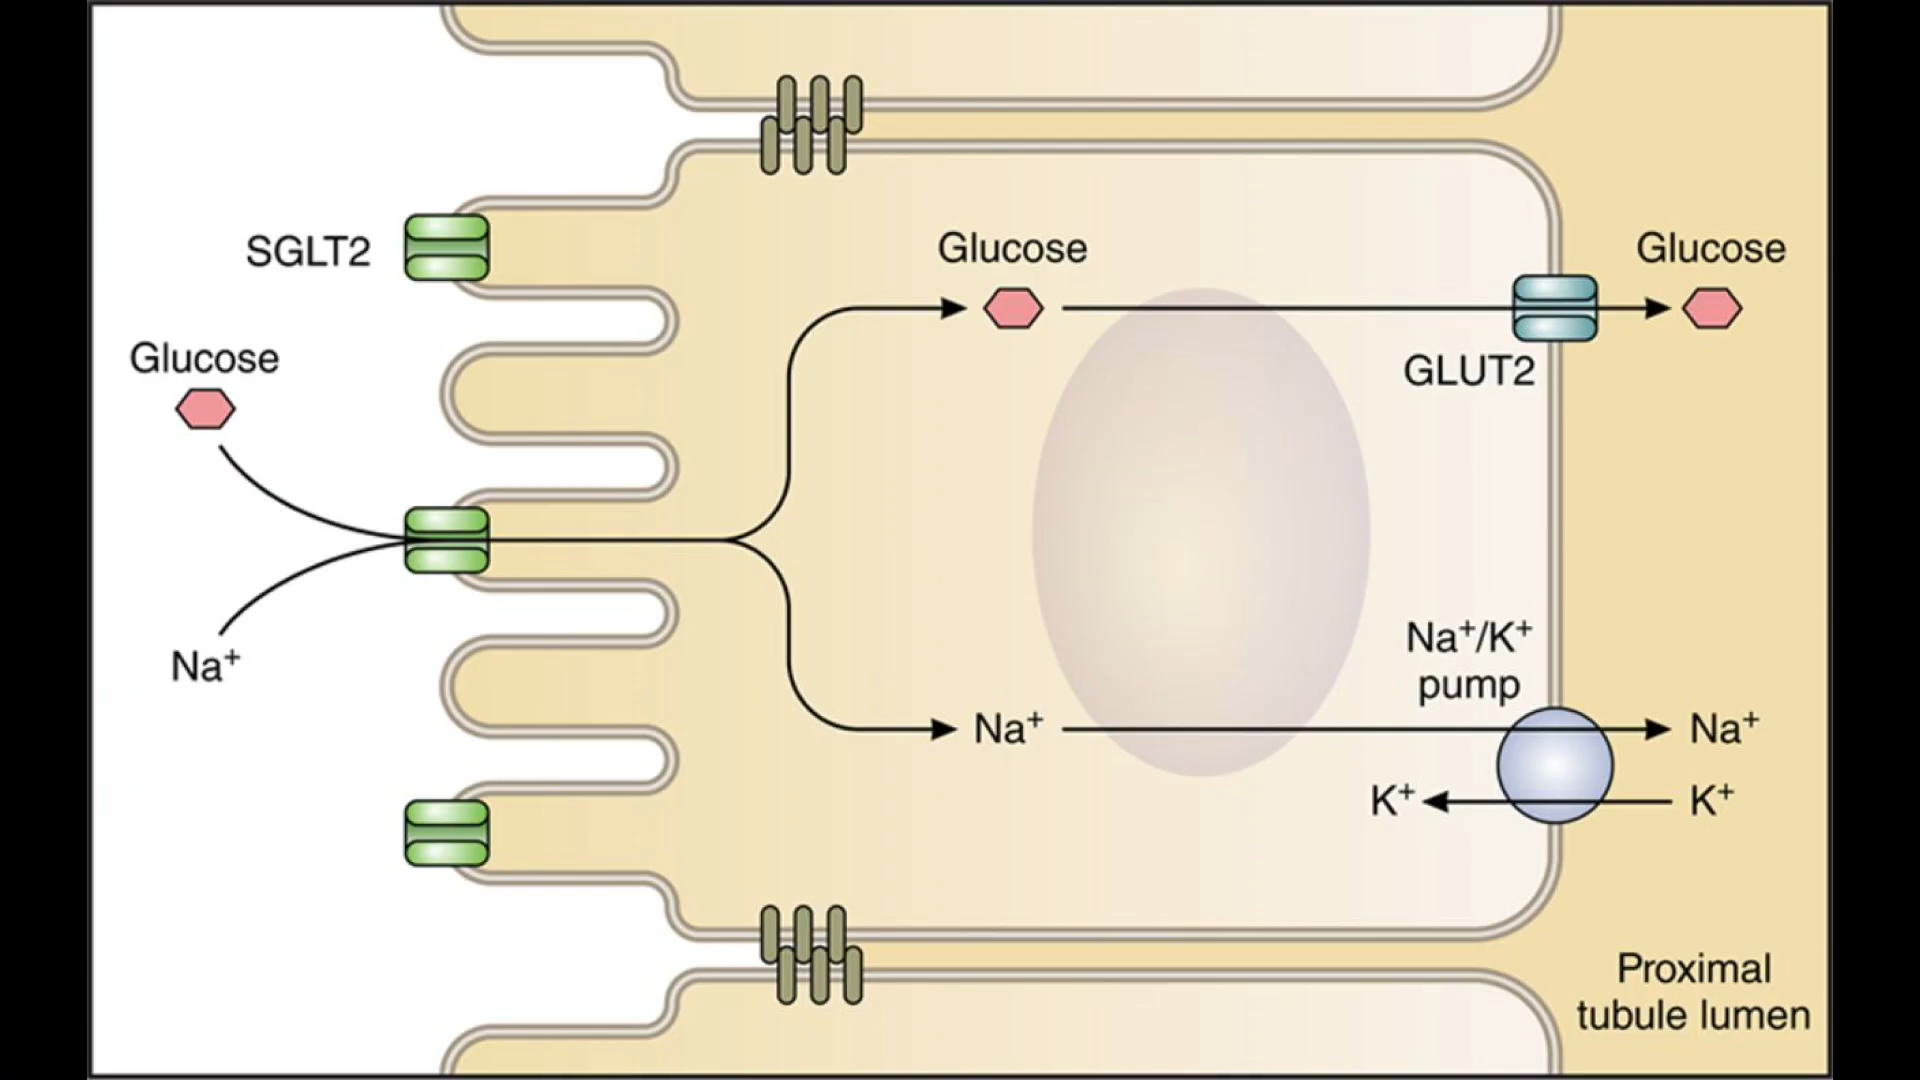 SGLT2
Glucose
Na⁺
Glucose
Na⁺
GLUT2
Na⁺/K⁺
pump
K⁺
Glucose
Na⁺
K⁺
Proximal
tubule lumen